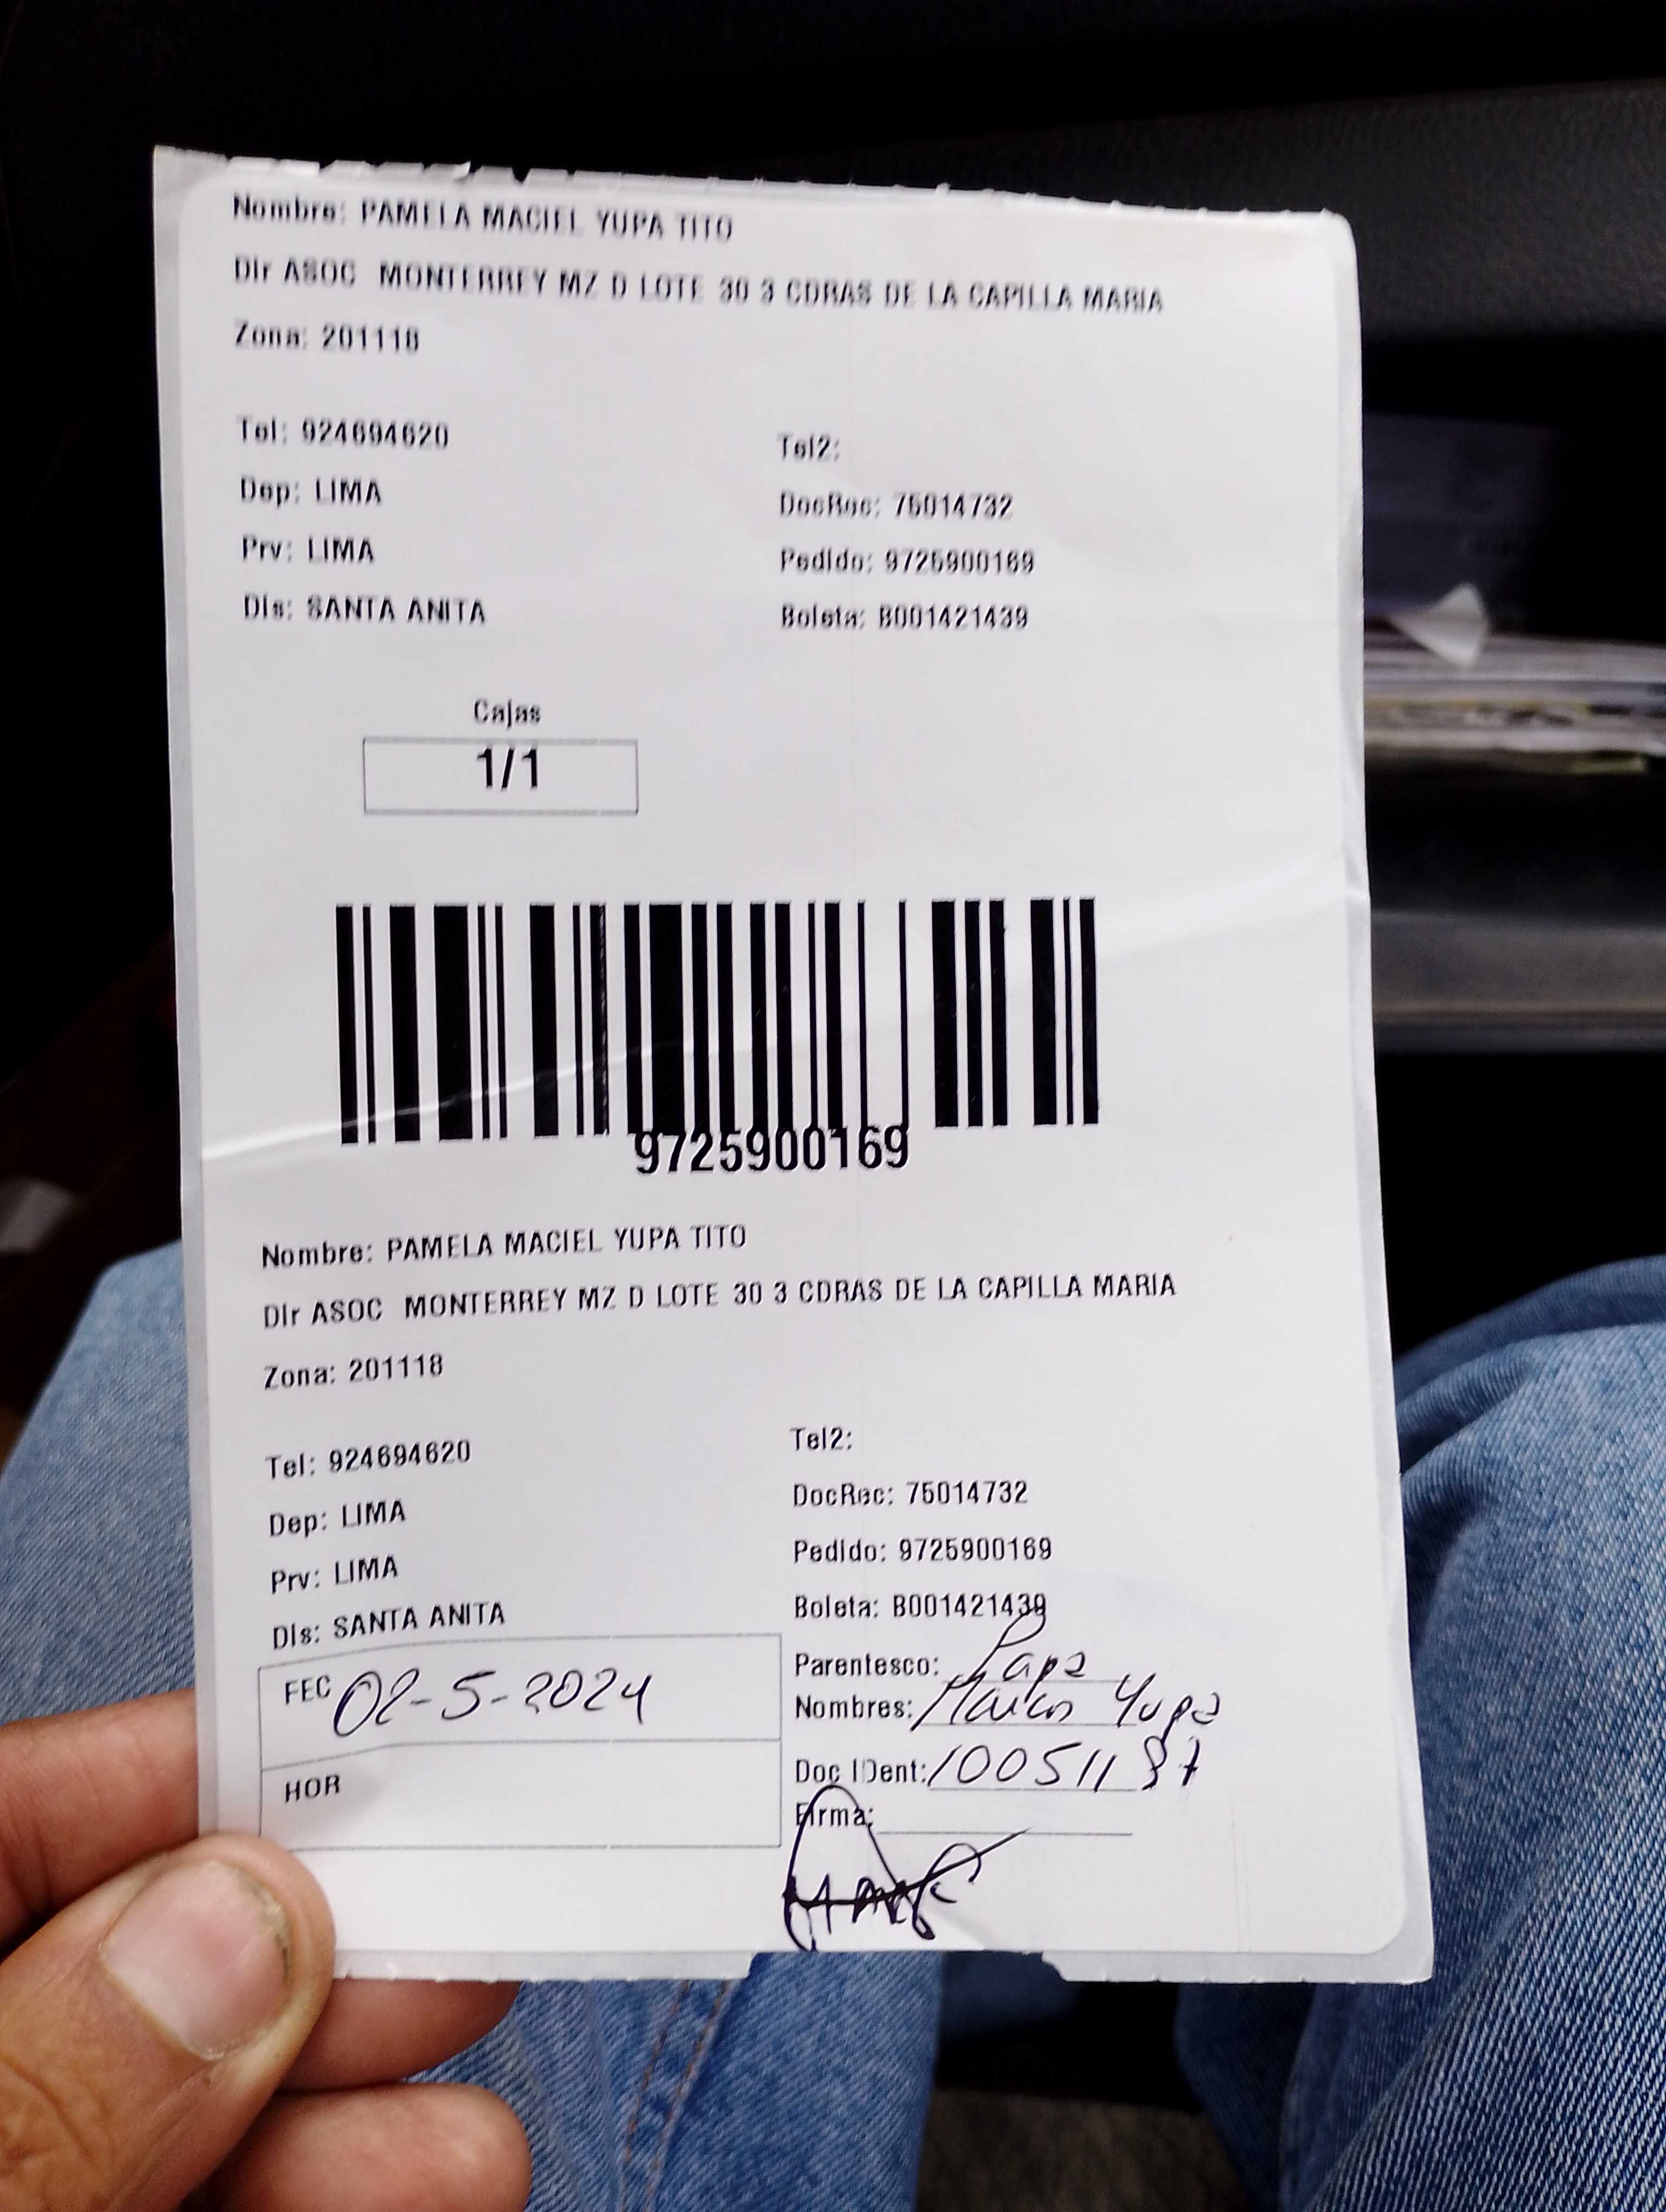 Nombre: PAMELA MACIEL YUPA TITO
Dir ASOC MONTERREY MZ D LOTE 30 3 CDRAS DE LA CAPILLA MARIA
Zona: 201118
Tel: 924694620
Tel2:
Dep: LIMA
DocRec: 75014732
Prv: LIMA
Pedido: 9725900169
Dis: SANTA ANITA
Boleta: B001421439
Cajas
1/1
9725900169
Nombre: PAMELA MACIEL YUPA TITO
Dir ASOC MONTERREY MZ D LOTE 30 3 CDRAS DE LA CAPILLA MARIA
Zona: 201118
Tel: 924694620
Tel2:
Dep: LIMA
DocRec: 75014732
Prv: LIMA
Pedido: 9725900169
Dis: SANTA ANITA
Boleta: B001421439
FEC 02-5-2024
Parentesco: Papa
Nombres: Marcos Yupa
HOR
Doc IDent: 10051187
Firma: